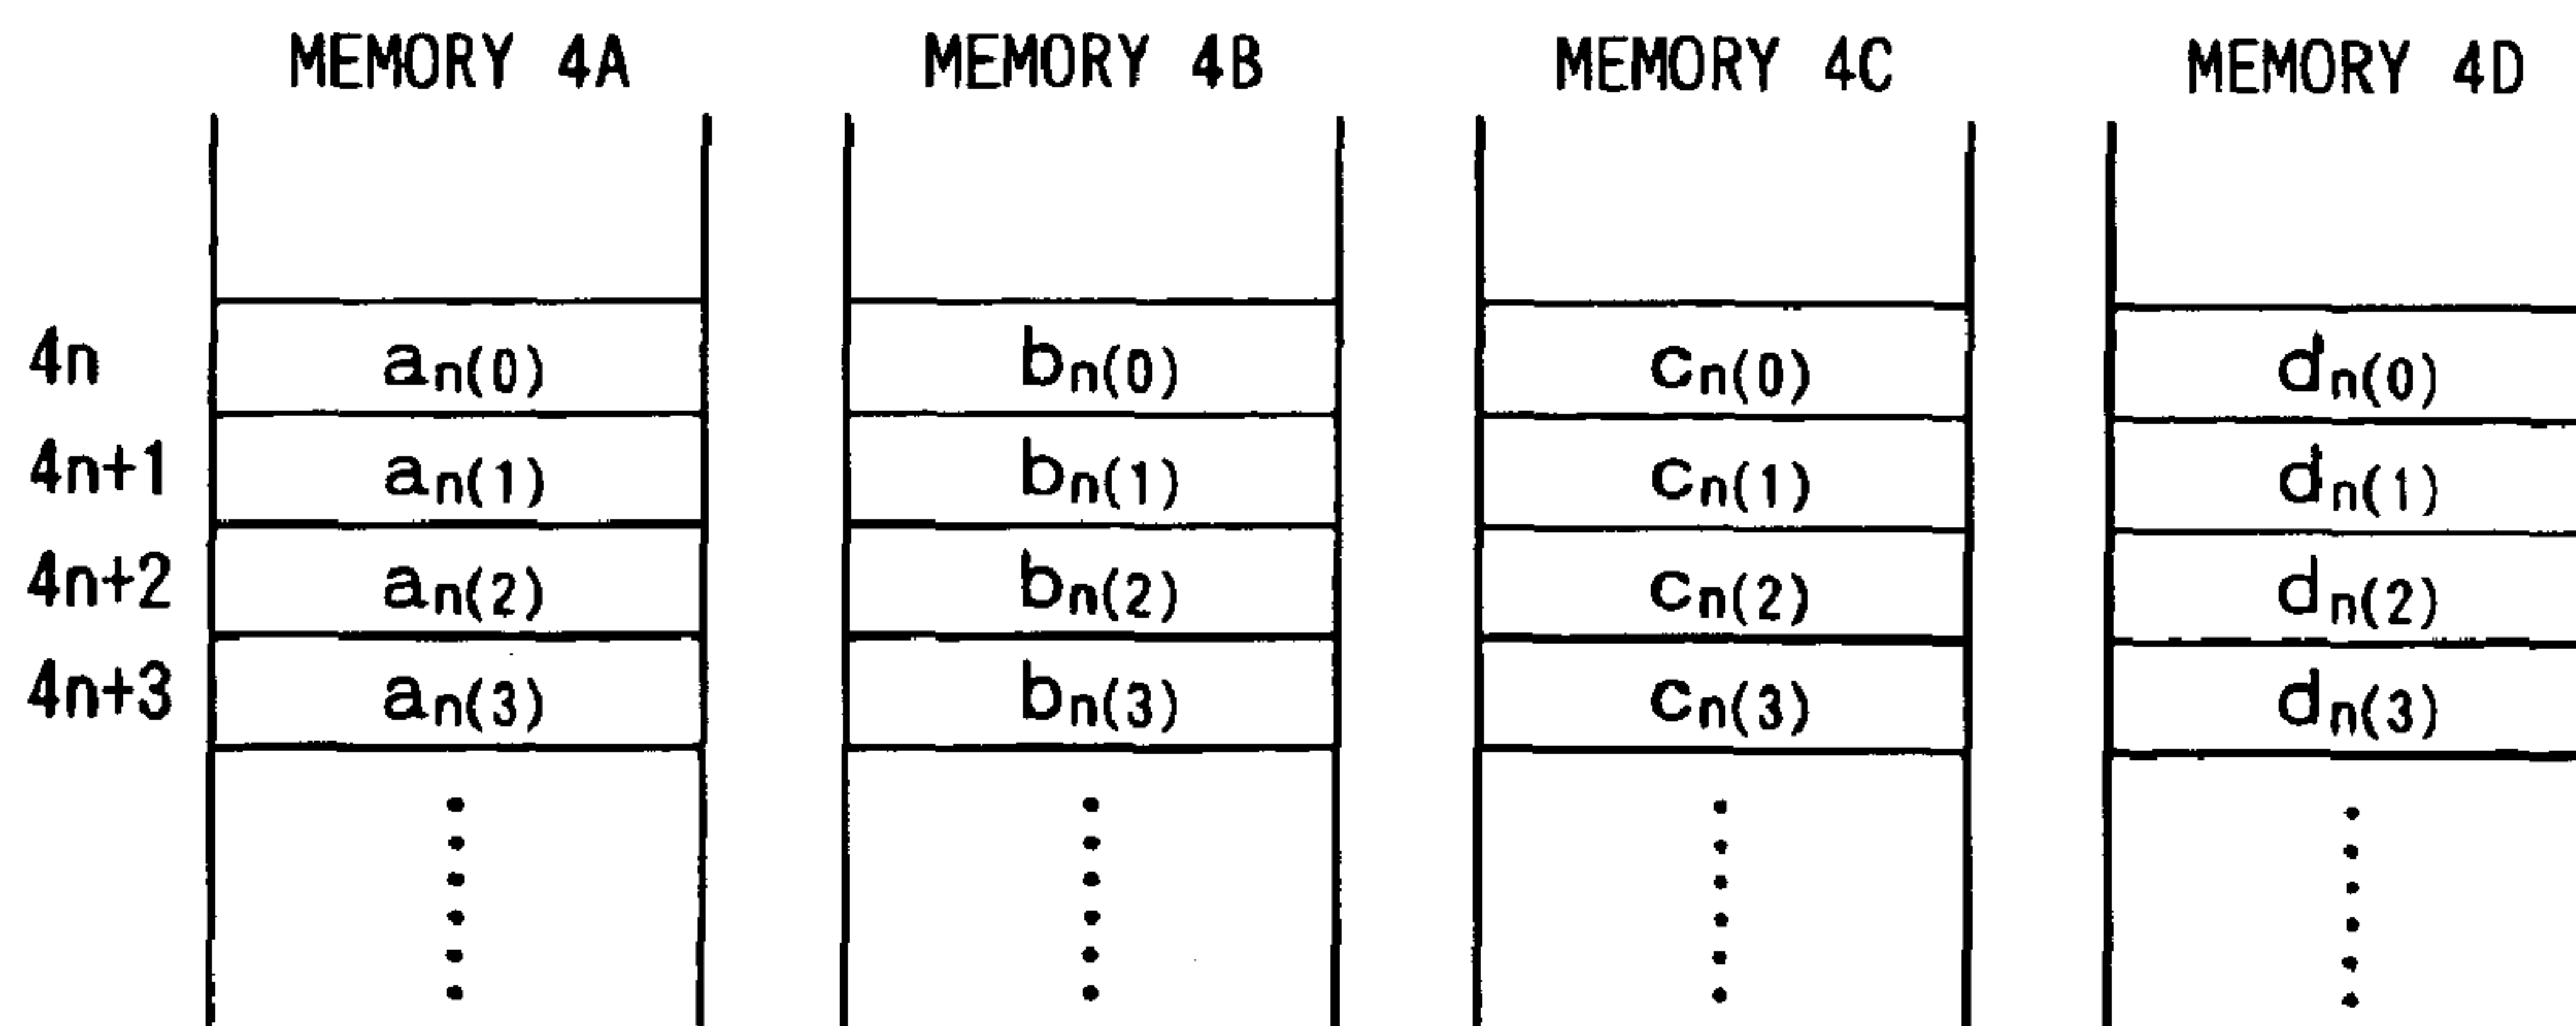 MEMORY 4A MEMORY 4B MEMORY 4C MEMORY 4D
4n an(0) bn(0) cn(0) dn(0)
4n+1 an(1) bn(1) cn(1) dn(1)
4n+2 an(2) bn(2) cn(2) dn(2)
4n+3 an(3) bn(3) cn(3) dn(3)